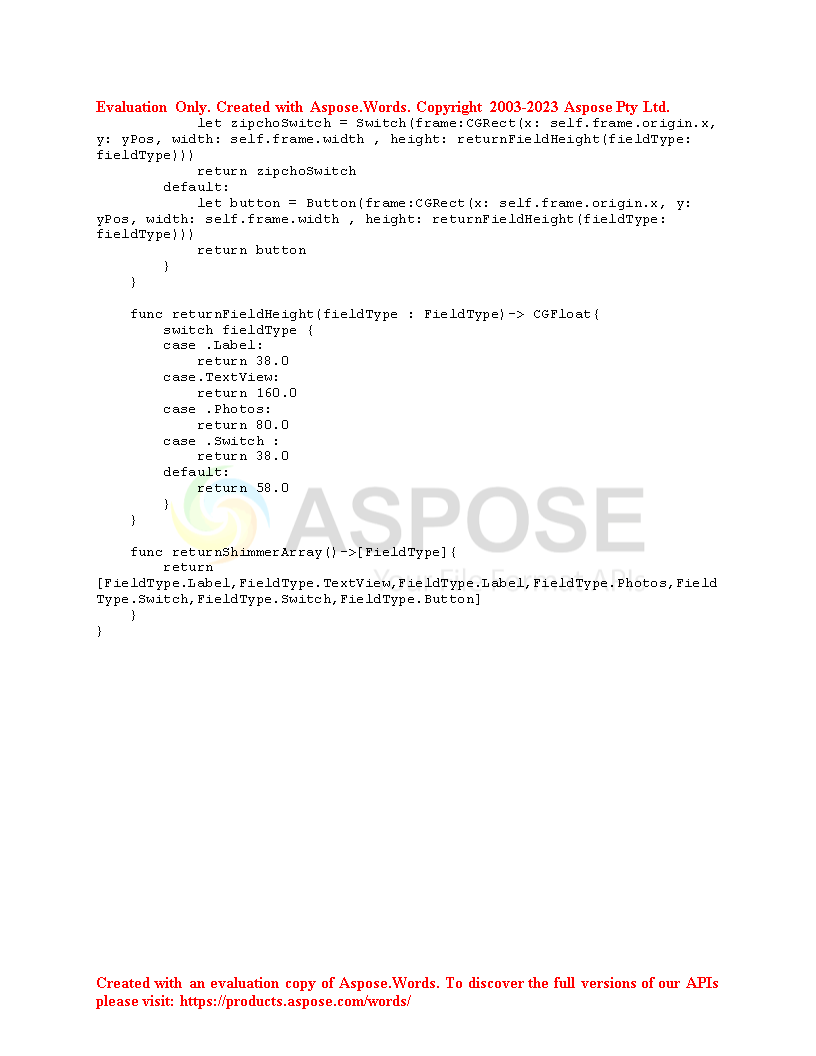 Evaluation Only. Created with Aspose.Words. Copyright 2003-2023 Aspose Pty Ltd.
            let zipchoSwitch = Switch(frame:CGRect(x: self.frame.origin.x,
y: yPos, width: self.frame.width , height: returnFieldHeight(fieldType:
fieldType)))
            return zipchoSwitch
        default:
            let button = Button(frame:CGRect(x: self.frame.origin.x, y:
yPos, width: self.frame.width , height: returnFieldHeight(fieldType:
fieldType)))
            return button
        }
    }

    func returnFieldHeight(fieldType : FieldType)-> CGFloat{
        switch fieldType {
        case .Label:
            return 38.0
        case.TextView:
            return 160.0
        case .Photos:
            return 80.0
        case .Switch :
            return 38.0
        default:
            return 58.0
        }
    }
ASPOSE
Your File Format APIs

    func returnShimmerArray()->[FieldType]{
        return
[FieldType.Label,FieldType.TextView,FieldType.Label,FieldType.Photos,Field
Type.Switch,FieldType.Switch,FieldType.Button]
    }
}
Created with an evaluation copy of Aspose.Words. To discover the full versions of our APIs
please visit: https://products.aspose.com/words/